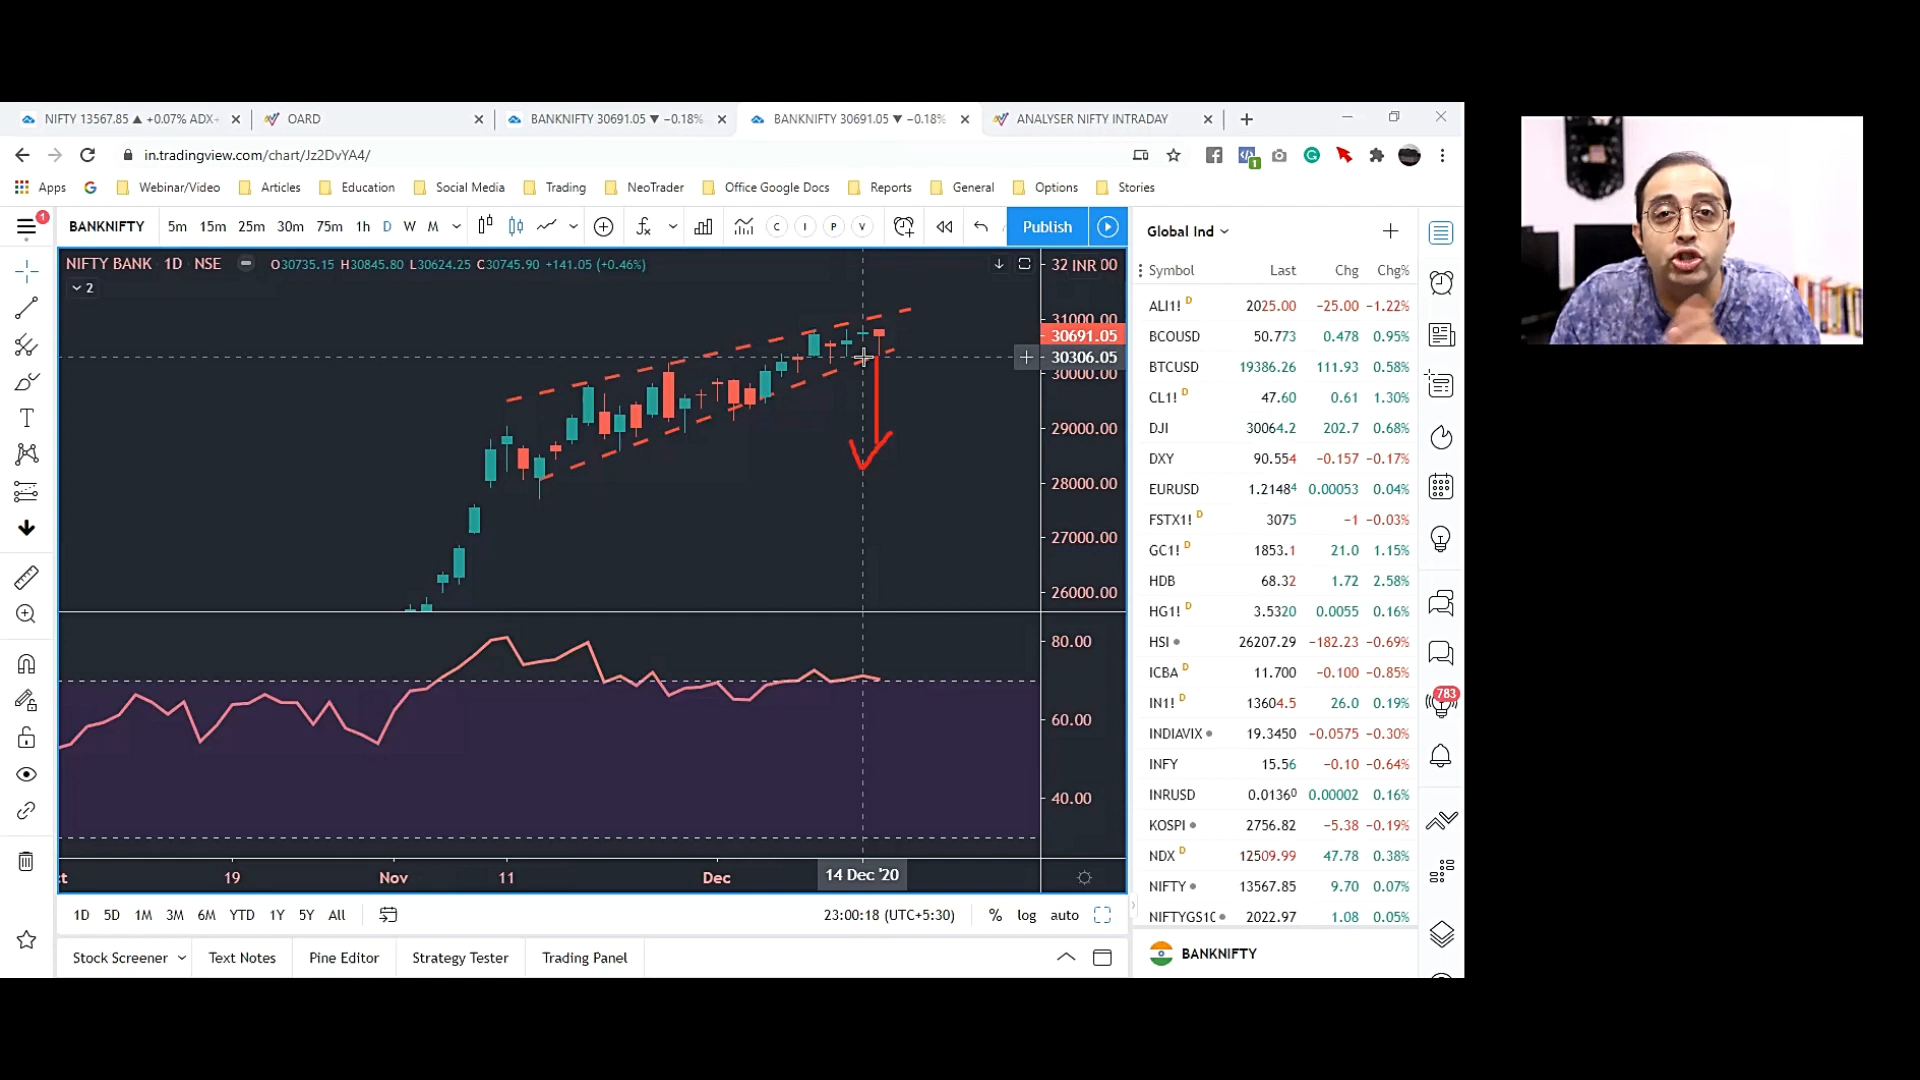 NIFTY 13567.85 ▲ +0.07% ADX-
OARD
BANKNIFTY 30691.05 ▼ −0.18%
BANKNIFTY 30691.05 ▼ −0.18%
ANALYSER NIFTY INTRADAY
in.tradingview.com/chart/Jz2DvYA4/
1
Apps
Webinar/Video
Articles
Education
Social Media
Trading
NeoTrader
Office Google Docs
Reports
General
Options
Stories
1
BANKNIFTY 5m 15m 25m 30m 75m 1h D W M
C I P V
Publish
Global Ind
NIFTY BANK 1D NSE O30735.15 H30845.80 L30624.25 C30745.90 +141.05 (+0.46%)
2
32 INR 00
31000.00
30691.05
30306.05
30000.00
29000.00
28000.00
27000.00
26000.00
80.00
60.00
40.00
19 Nov 11 Dec 14 Dec '20
1D 5D 1M 3M 6M YTD 1Y 5Y All
23:00:18 (UTC+5:30) % log auto
Stock Screener Text Notes Pine Editor Strategy Tester Trading Panel
Symbol Last Chg Chg%
ALI1! D 2025.00 −25.00 −1.22%
BCOUSD 50.773 0.478 0.95%
BTCUSD 19386.26 111.93 0.58%
CL1! D 47.60 0.61 1.30%
DJI 30064.2 202.7 0.68%
DXY 90.554 −0.157 −0.17%
EURUSD 1.21484 0.00053 0.04%
FSTX1! D 3075 −1 −0.03%
GC1! D 1853.1 21.0 1.15%
HDB 68.32 1.72 2.58%
HG1! D 3.5320 0.0055 0.16%
HSI 26207.29 −182.23 −0.69%
ICBA D 11.700 −0.100 −0.85%
IN1! D 13604.5 26.0 0.19%
INDIAVIX 19.3450 −0.0575 −0.30%
INFY 15.56 −0.10 −0.64%
INRUSD 0.01360 0.00002 0.16%
KOSPI 2756.82 −5.38 −0.19%
NDX D 12509.99 47.78 0.38%
NIFTY 13567.85 9.70 0.07%
NIFTYGS1C 2022.97 1.08 0.05%
BANKNIFTY
783